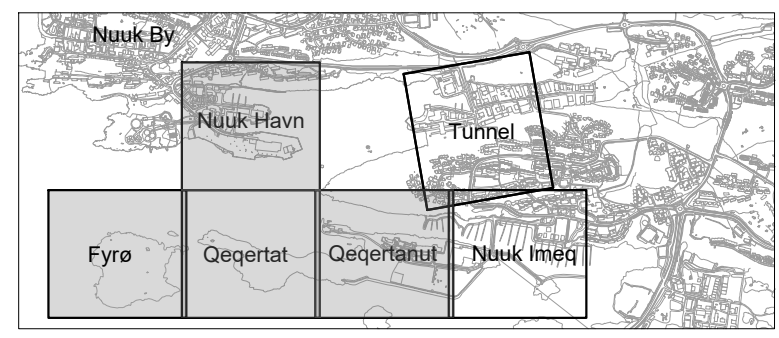 Nuuk By
Nuuk Havn
Tunnel
Fyrø
Qeqertat
Qeqertanut
Nuuk Imeq